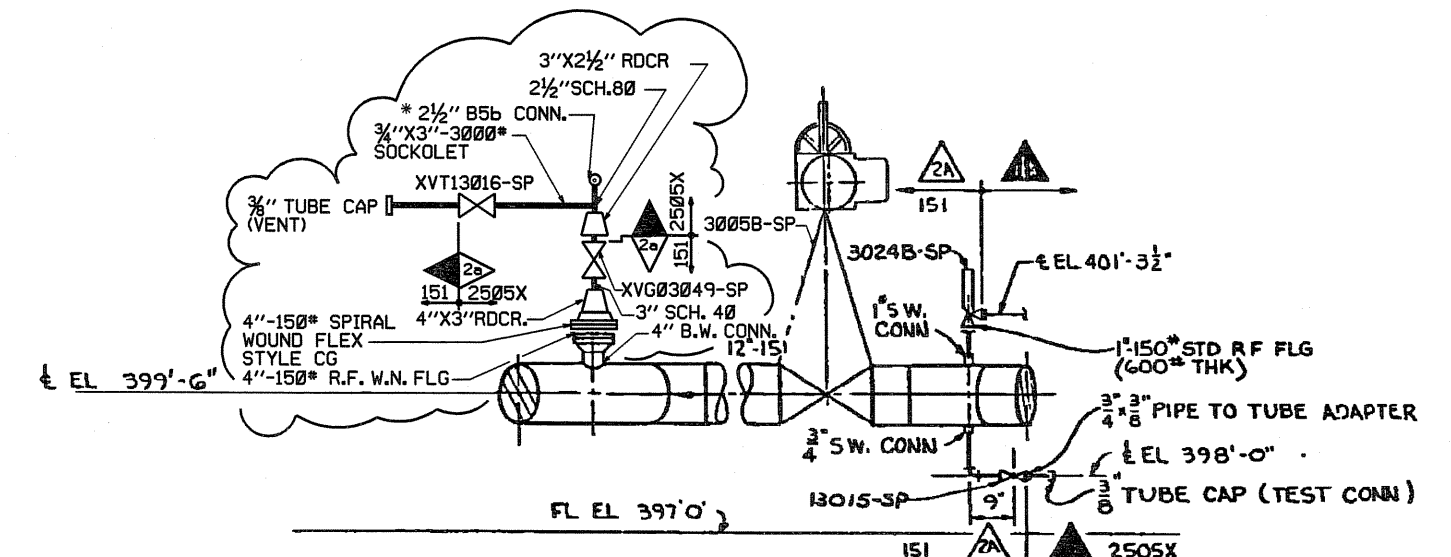 3"X2½" RDCR
2½"SCH.80
* 2½" B5b CONN.
¾"X3"-3000#
SOCKOLET
XVT13016-SP
⅜" TUBE CAP
(VENT)
2a
151 2505X
2505X
2a
151
XVG03049-SP
3" SCH. 40
4"X3"RDCR.
4" B.W. CONN.
4"-150# SPIRAL
WOUND FLEX
STYLE CG
4"-150# R.F. W.N. FLG
12"-151
℄ EL 399'-6"
3005B-SP
2A
151
3024B-SP
℄ EL 401'-3½"
1" S.W.
CONN
1"-150# STD R F FLG
(600# THK)
¾" x ⅜" PIPE TO TUBE ADAPTER
¾" S W. CONN
℄ EL 398'-0"
13015-SP
9"
⅜" TUBE CAP (TEST CONN)
FL EL 397'0"
151 2A 2505X